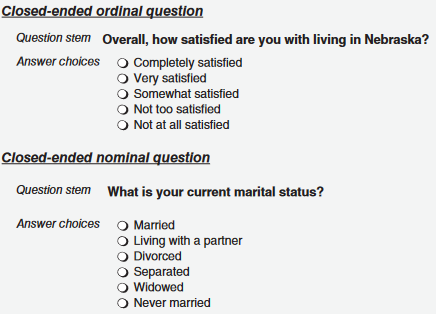 Closed-ended ordinal question
Question stem Overall, how satisfied are you with living in Nebraska?
Answer choices Completely satisfied
Very satisfied
Somewhat satisfied
Not too satisfied
Not at all satisfied
Closed-ended nominal question
Question stem What is your current marital status?
Answer choices Married
Living with a partner
Divorced
Separated
Widowed
Never married